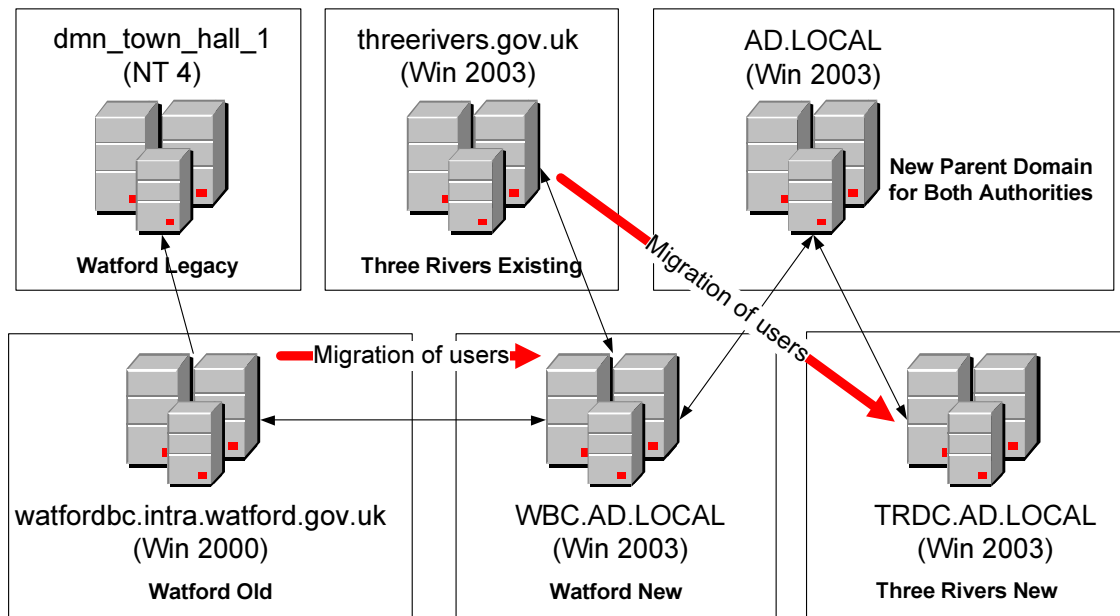 dmn_town_hall_1
(NT 4)
Watford Legacy
threerivers.gov.uk
(Win 2003)
Three Rivers Existing
AD.LOCAL
(Win 2003)
New Parent Domain
for Both Authorities
Migration of users
Migration of users
watfordbc.intra.watford.gov.uk
(Win 2000)
Watford Old
WBC.AD.LOCAL
(Win 2003)
Watford New
TRDC.AD.LOCAL
(Win 2003)
Three Rivers New